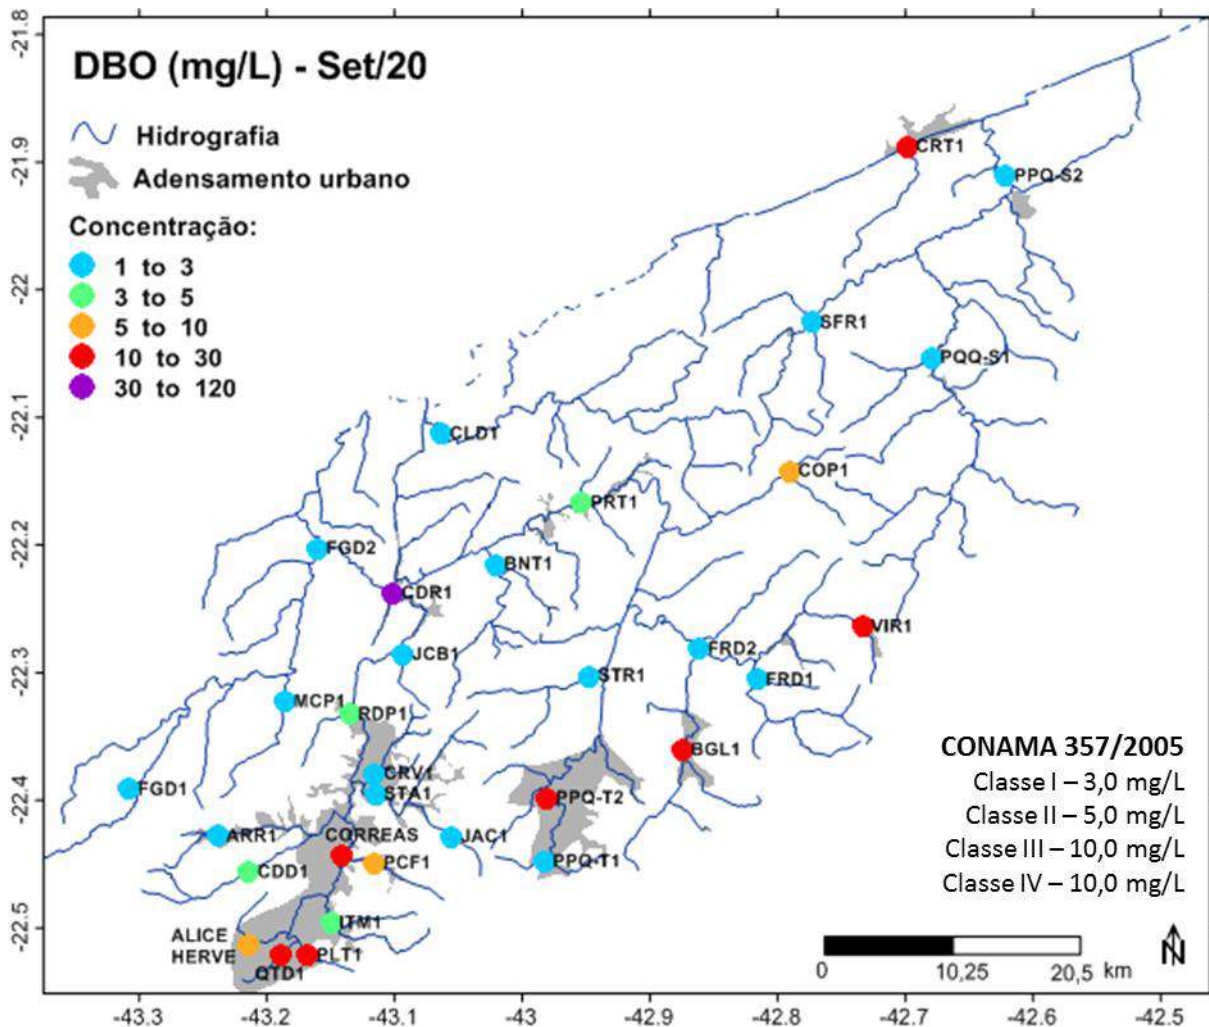 DBO (mg/L) - Set/20
Hidrografia
Adensamento urbano
Concentração:
1 to 3
3 to 5
5 to 10
10 to 30
30 to 120
CRT1
PPQ-S2
SFR1
PQQ-S1
CLD1
COP1
PRT1
FGD2
BNT1
CDR1
VIR1
JCB1
FRD2
STR1
FRD1
MCP1
RDP1
BGL1
CRV1
FGD1
STA1
PPQ-T2
ARR1
CORREAS
JAC1
CDD1
PCF1
PPQ-T1
ITM1
ALICE
HERVE
QTD1
PLT1
CONAMA 357/2005
Classe I – 3,0 mg/L
Classe II – 5,0 mg/L
Classe III – 10,0 mg/L
Classe IV – 10,0 mg/L
0 10,25 20,5 km
N
-21.8
-21.9
-22
-22.1
-22.2
-22.3
-22.4
-22.5
-43.3 -43.2 -43.1 -43 -42.9 -42.8 -42.7 -42.6 -42.5